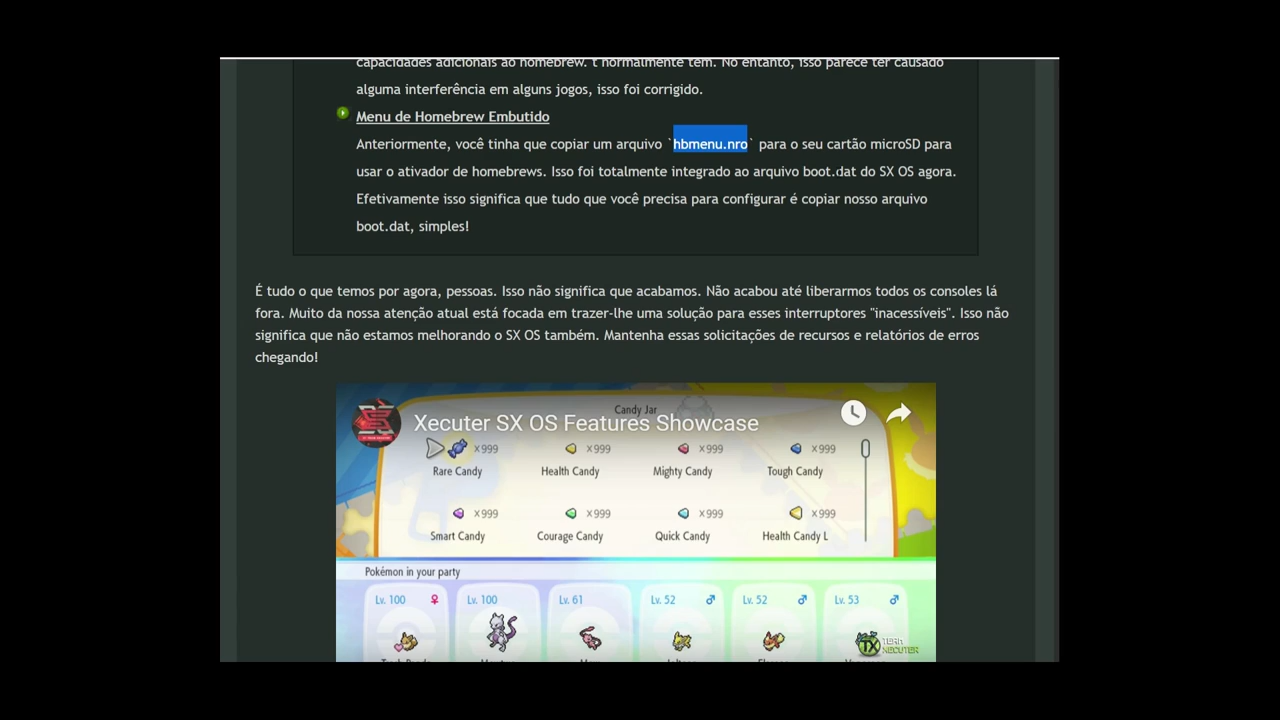 capacidades adicionais ao homebrew. t normalmente tem. No entanto, isso parece ter causado
alguma interferência em alguns jogos, isso foi corrigido.
Menu de Homebrew Embutido
Anteriormente, você tinha que copiar um arquivo `hbmenu.nro` para o seu cartão microSD para
usar o ativador de homebrews. Isso foi totalmente integrado ao arquivo boot.dat do SX OS agora.
Efetivamente isso significa que tudo que você precisa para configurar é copiar nosso arquivo
boot.dat, simples!
É tudo o que temos por agora, pessoas. Isso não significa que acabamos. Não acabou até liberarmos todos os consoles lá
fora. Muito da nossa atenção atual está focada em trazer-lhe uma solução para esses interruptores "inacessíveis". Isso não
significa que não estamos melhorando o SX OS também. Mantenha essas solicitações de recursos e relatórios de erros
chegando!
Candy Jar
Xecuter SX OS Features Showcase
x999 x999 x999 x999
Rare Candy Health Candy Mighty Candy Tough Candy
x999 x999 x999 x999
Smart Candy Courage Candy Quick Candy Health Candy L
Pokémon in your party
Lv. 100 ♀ Lv. 100 Lv. 61 Lv. 52 ♂ Lv. 52 ♂ Lv. 53 ♂
TX TEAM
XECUTER